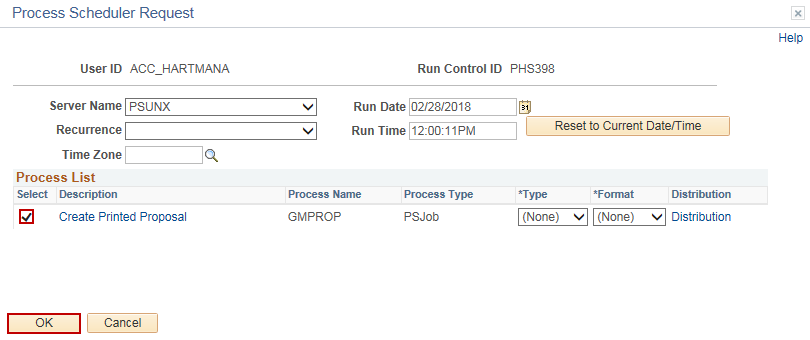 Process Scheduler Request
Help
User ID ACC_HARTMANA Run Control ID PHS398
Server Name PSUNX Run Date 02/28/2018 31
Recurrence Run Time 12:00:11PM Reset to Current Date/Time
Time Zone
Process List
Select Description Process Name Process Type *Type *Format Distribution
Create Printed Proposal GMPROP PSJob (None) (None) Distribution
OK Cancel